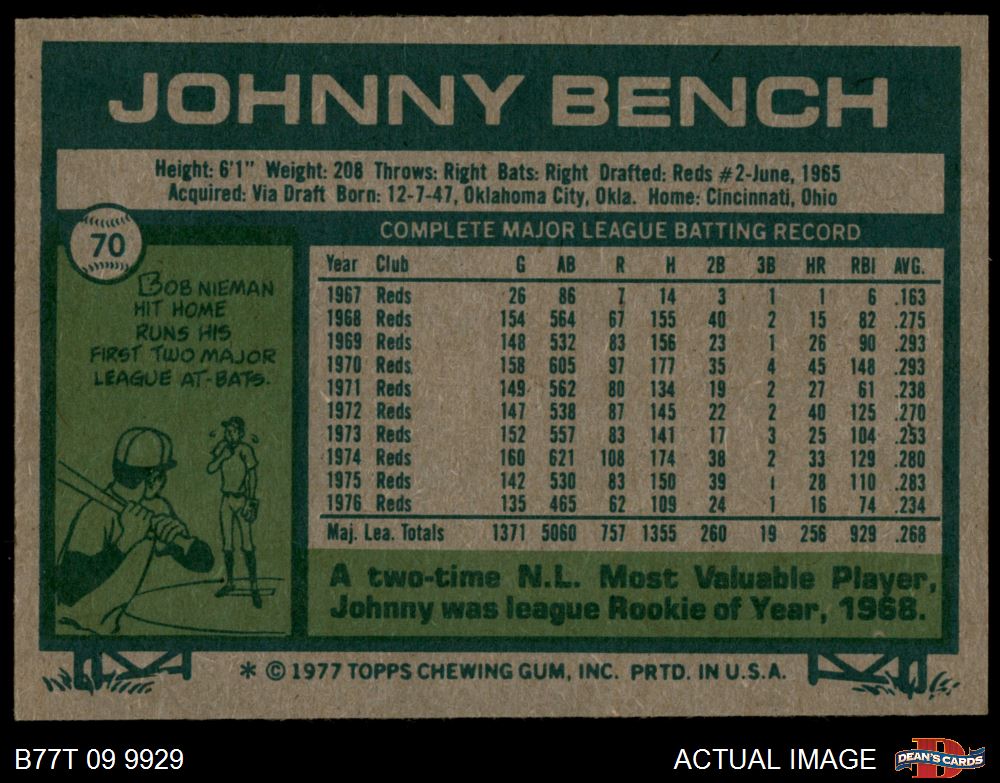 JOHNNY BENCH
Height: 6'1" Weight: 208 Throws: Right Bats: Right Drafted: Reds #2-June, 1965
Acquired: Via Draft Born: 12-7-47, Oklahoma City, Okla. Home: Cincinnati, Ohio
70
BOB NIEMAN
HIT HOME
RUNS HIS
FIRST TWO MAJOR
LEAGUE AT-BATS.
COMPLETE MAJOR LEAGUE BATTING RECORD
Year Club G AB R H 2B 3B HR RBI AVG.
1967 Reds 26 86 7 14 3 1 1 6 .163
1968 Reds 154 564 67 155 40 2 15 82 .275
1969 Reds 148 532 83 156 23 1 26 90 .293
1970 Reds 158 605 97 177 35 4 45 148 .293
1971 Reds 149 562 80 134 19 2 27 61 .238
1972 Reds 147 538 87 145 22 2 40 125 .270
1973 Reds 152 557 83 141 17 3 25 104 .253
1974 Reds 160 621 108 174 38 2 33 129 .280
1975 Reds 142 530 83 150 39 1 28 110 .283
1976 Reds 135 465 62 109 24 1 16 74 .234
Maj. Lea. Totals 1371 5060 757 1355 260 19 256 929 .268
A two-time N.L. Most Valuable Player,
Johnny was league Rookie of Year, 1968.
* © 1977 TOPPS CHEWING GUM, INC. PRTD. IN U.S.A.
B77T 09 9929
ACTUAL IMAGE
DEAN'S CARDS